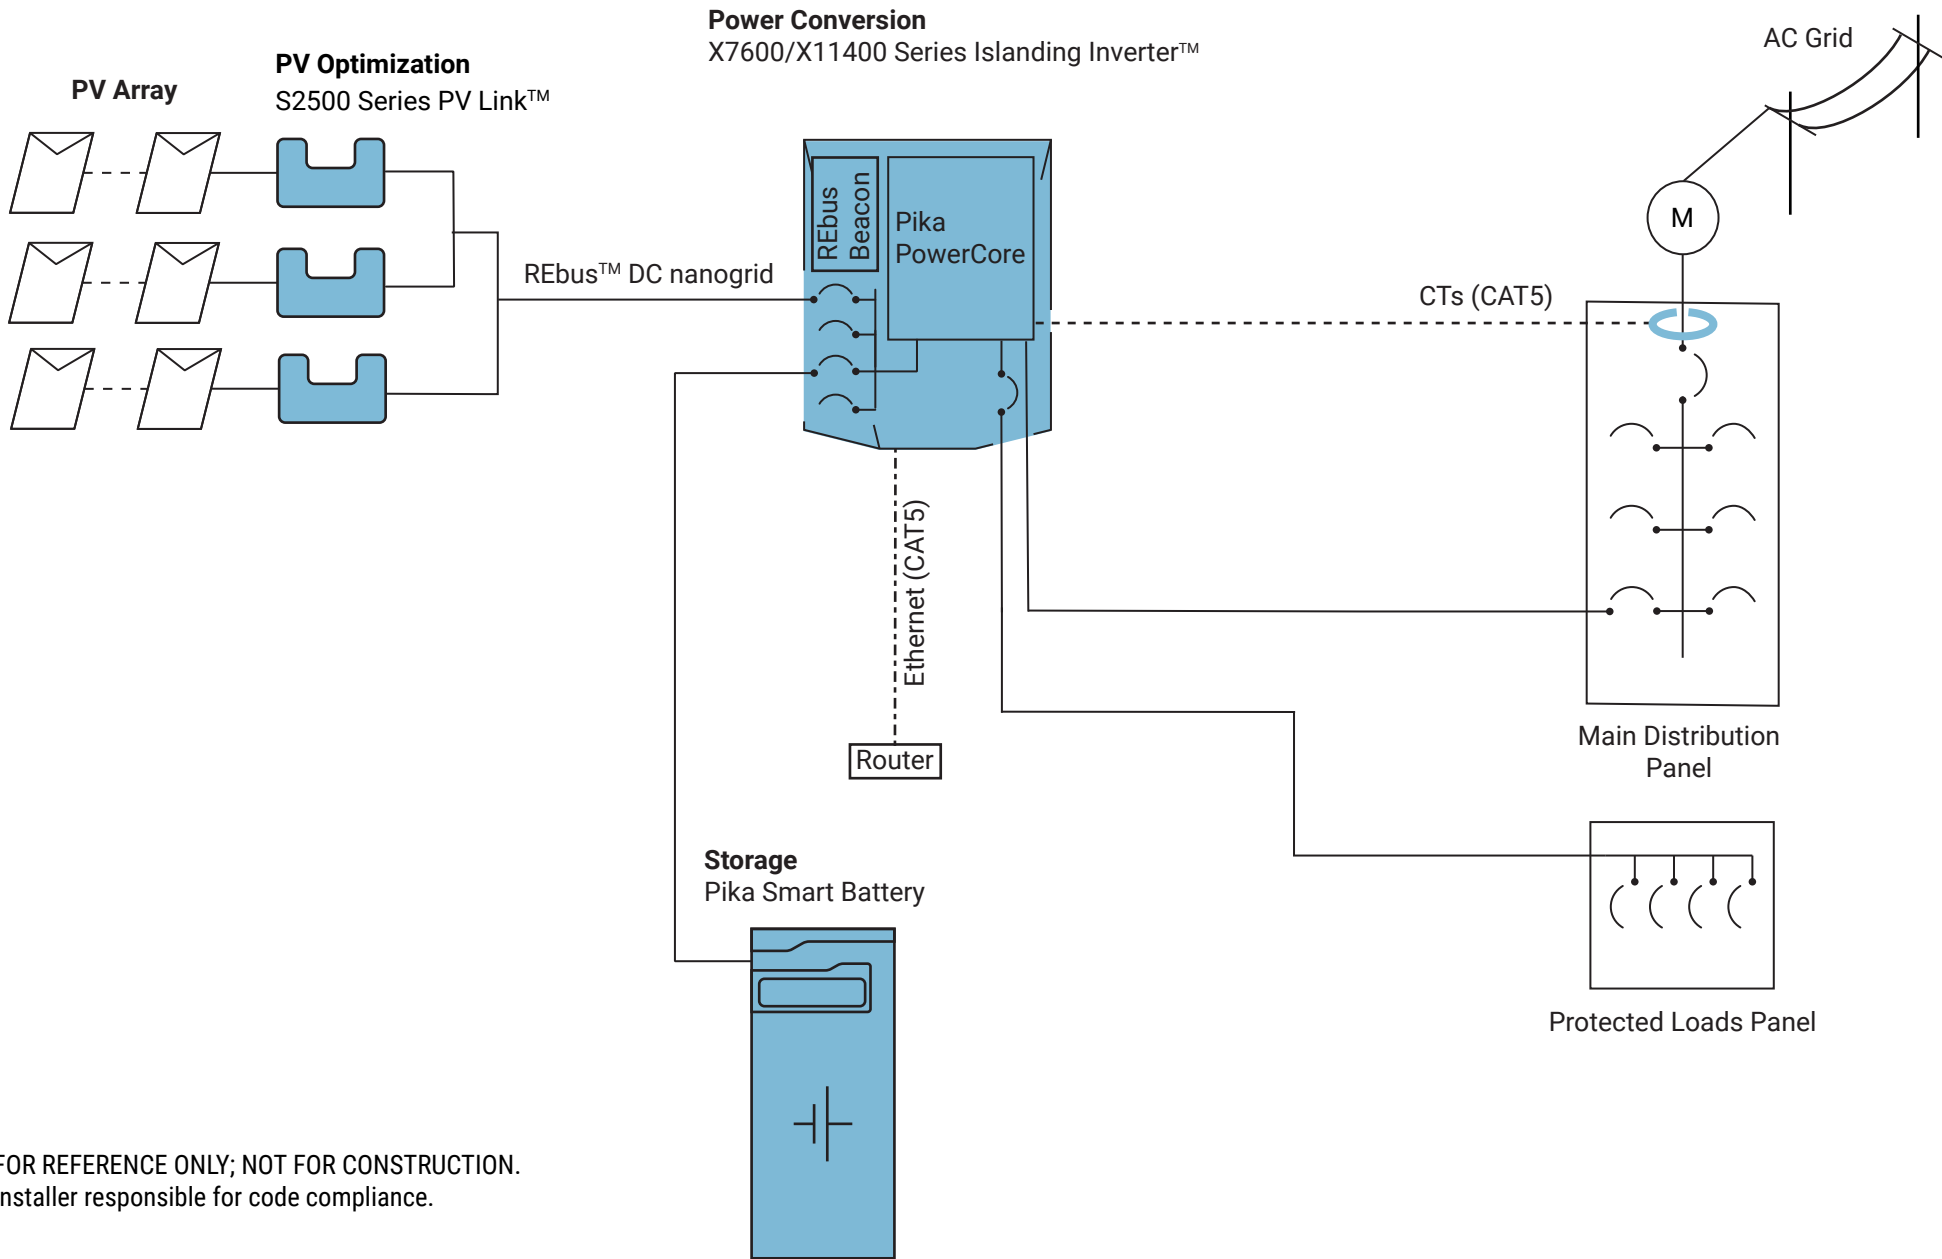 Power Conversion
X7600/X11400 Series Islanding Inverter™
AC Grid
PV Optimization
S2500 Series PV Link™
PV Array
REbus
Beacon
Pika
PowerCore
M
REbus™ DC nanogrid
CTs (CAT5)
Ethernet (CAT5)
Router
Main Distribution
Panel
Storage
Pika Smart Battery
Protected Loads Panel
FOR REFERENCE ONLY; NOT FOR CONSTRUCTION.
nstaller responsible for code compliance.